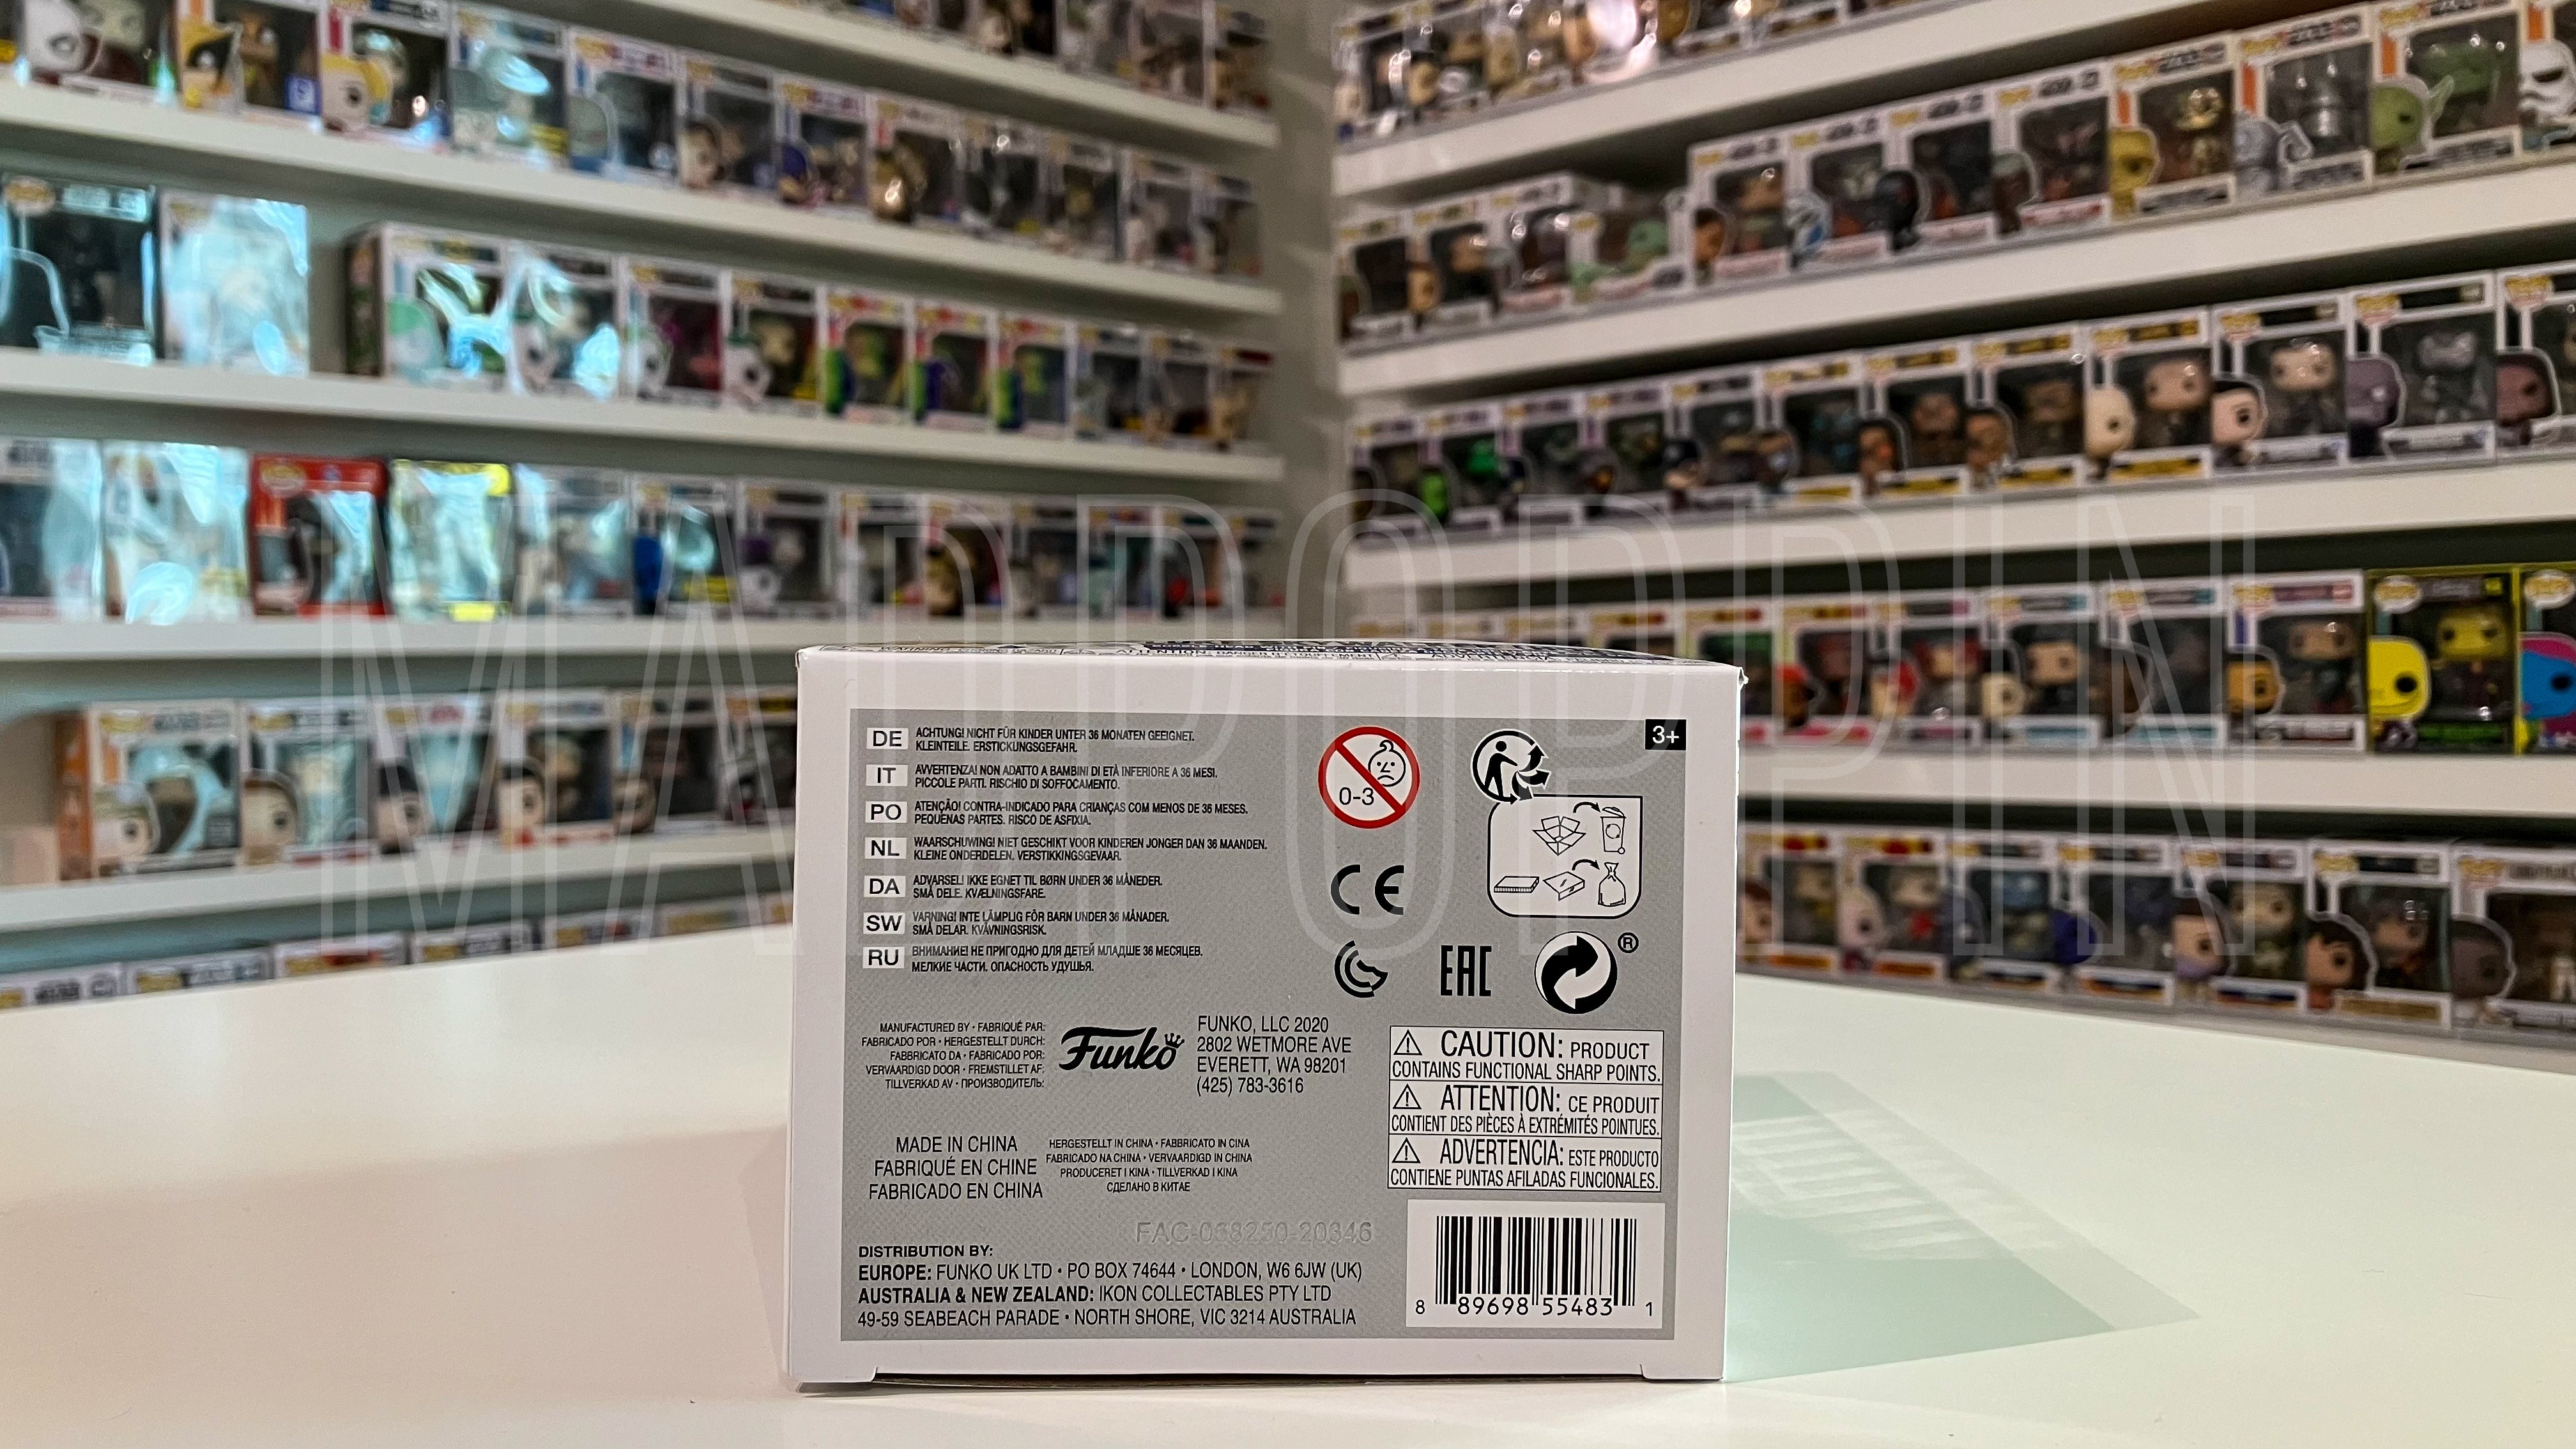 MADPOPPIN
3+
DE ACHTUNG! NICHT FÜR KINDER UNTER 36 MONATEN GEEIGNET.
KLEINTEILE. ERSTICKUNGSGEFAHR.
IT AVVERTENZA! NON ADATTO A BAMBINI DI ETÀ INFERIORE A 36 MESI.
PICCOLE PARTI. RISCHIO DI SOFFOCAMENTO.
PO ATENÇÃO! CONTRA-INDICADO PARA CRIANÇAS COM MENOS DE 36 MESES.
PEQUENAS PARTES. RISCO DE ASFIXIA.
NL WAARSCHUWING! NIET GESCHIKT VOOR KINDEREN JONGER DAN 36 MAANDEN.
KLEINE ONDERDELEN. VERSTIKKINGSGEVAAR.
DA ADVARSEL! IKKE EGNET TIL BØRN UNDER 36 MÅNEDER.
SMÅ DELE. KVÆLNINGSFARE.
SW VARNING! INTE LÄMPLIG FÖR BARN UNDER 36 MÅNADER.
SMÅ DELAR. KVÄVNINGSRISK.
RU ВНИМАНИЕ! НЕ ПРИГОДНО ДЛЯ ДЕТЕЙ МЛАДШЕ 36 МЕСЯЦЕВ.
МЕЛКИЕ ЧАСТИ. ОПАСНОСТЬ УДУШЬЯ.
0-3
CE
EAC
®
MANUFACTURED BY • FABRIQUÉ PAR:
FABRICADO POR • HERGESTELLT DURCH:
FABBRICATO DA • FABRICADO POR:
VERVAARDIGD DOOR • FREMSTILLET AF:
TILLVERKAD AV • ПРОИЗВОДИТЕЛЬ:
Funko
FUNKO, LLC 2020
2802 WETMORE AVE
EVERETT, WA 98201
(425) 783-3616
CAUTION: PRODUCT
CONTAINS FUNCTIONAL SHARP POINTS.
ATTENTION: CE PRODUIT
CONTIENT DES PIÈCES À EXTRÉMITÉS POINTUES.
ADVERTENCIA: ESTE PRODUCTO
CONTIENE PUNTAS AFILADAS FUNCIONALES.
MADE IN CHINA
FABRIQUÉ EN CHINE
FABRICADO EN CHINA
HERGESTELLT IN CHINA • FABBRICATO IN CINA
FABRICADO NA CHINA • VERVAARDIGD IN CHINA
PRODUCERET I KINA • TILLVERKAD I KINA
СДЕЛАНО В КИТАЕ
FAC-068250-20346
DISTRIBUTION BY:
EUROPE: FUNKO UK LTD • PO BOX 74644 • LONDON, W6 6JW (UK)
AUSTRALIA & NEW ZEALAND: IKON COLLECTABLES PTY LTD
49-59 SEABEACH PARADE • NORTH SHORE, VIC 3214 AUSTRALIA
8 89698 55483 1